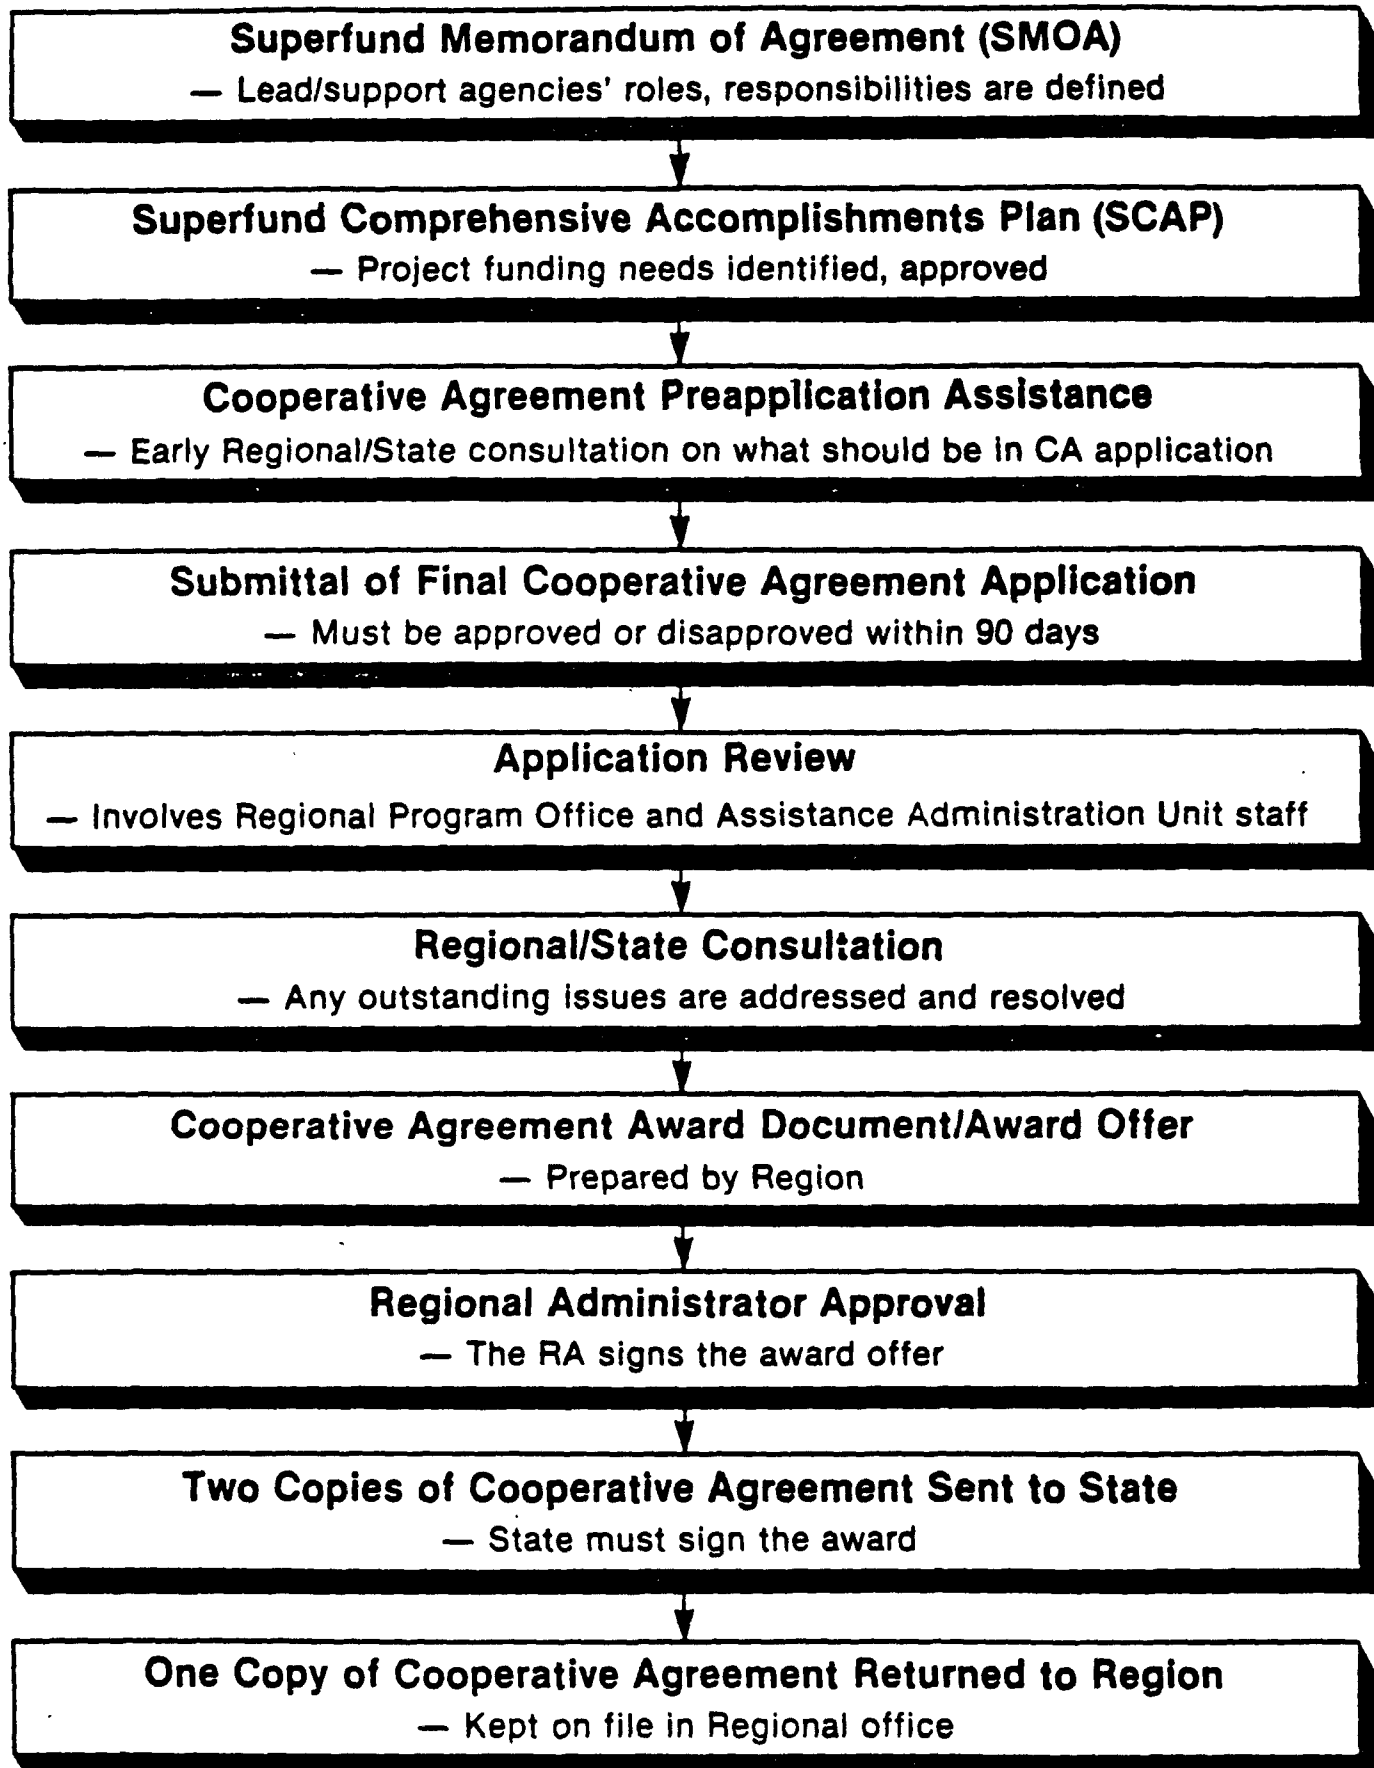 Superfund Memorandum of Agreement (SMOA)
— Lead/support agencies' roles, responsibilities are defined
Superfund Comprehensive Accomplishments Plan (SCAP)
— Project funding needs identified, approved
Cooperative Agreement Preapplication Assistance
— Early Regional/State consultation on what should be in CA application
Submittal of Final Cooperative Agreement Application
— Must be approved or disapproved within 90 days
Application Review
— Involves Regional Program Office and Assistance Administration Unit staff
Regional/State Consultation
— Any outstanding issues are addressed and resolved
Cooperative Agreement Award Document/Award Offer
— Prepared by Region
Regional Administrator Approval
— The RA signs the award offer
Two Copies of Cooperative Agreement Sent to State
— State must sign the award
One Copy of Cooperative Agreement Returned to Region
— Kept on file in Regional office